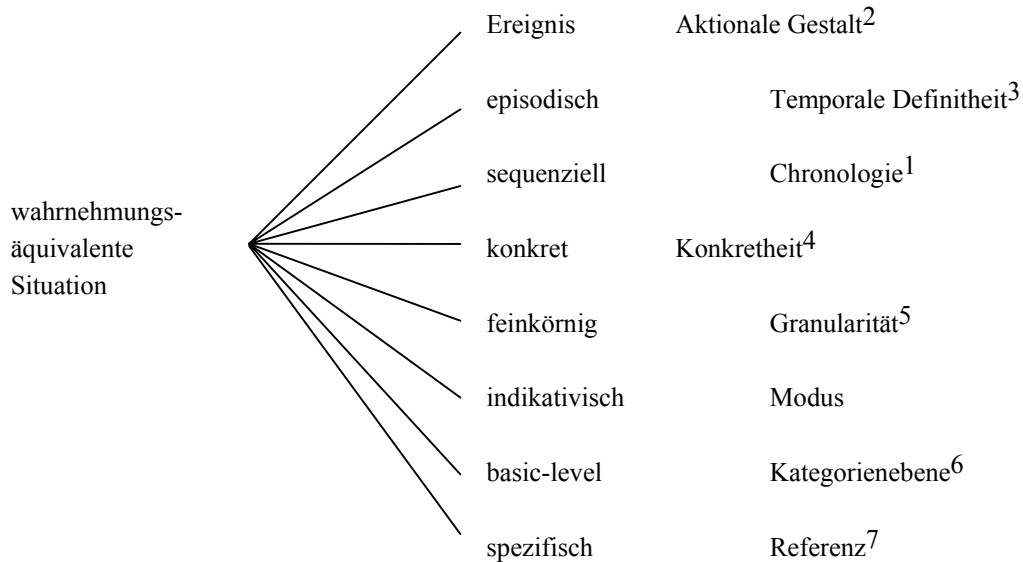 Ereignis Aktionale Gestalt2
episodisch Temporale Definitheit3
sequenziell Chronologie1
wahrnehmungs-
äquivalente
Situation
konkret Konkretheit4
feinkörnig Granularität5
indikativisch Modus
basic-level Kategorienebene6
spezifisch Referenz7